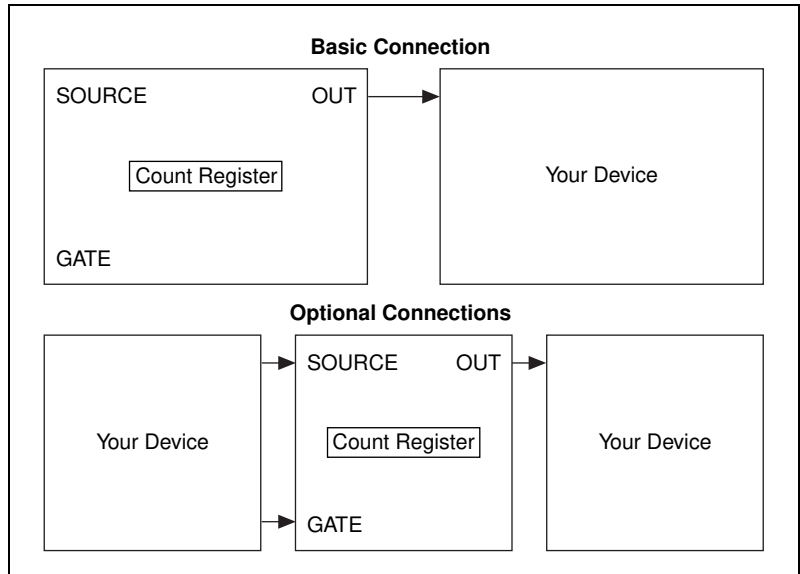 Basic Connection
SOURCE OUT
Count Register
Your Device
GATE
Optional Connections
SOURCE OUT
Your Device
Count Register
Your Device
GATE